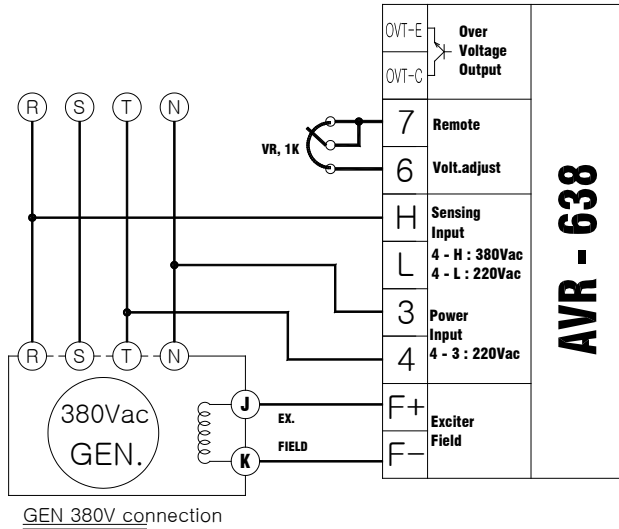 OVT-E
OVT-C
Over
Voltage
Output
R S T N
VR, 1K
7
Remote
6
Volt.adjust
H
Sensing
Input
L
4 - H : 380Vac
4 - L : 220Vac
3
Power
Input
4
4 - 3 : 220Vac
AVR - 638
R S T N
380Vac
GEN.
J
EX.
F+
Exciter
Field
K
FIELD
F-
GEN 380V connection